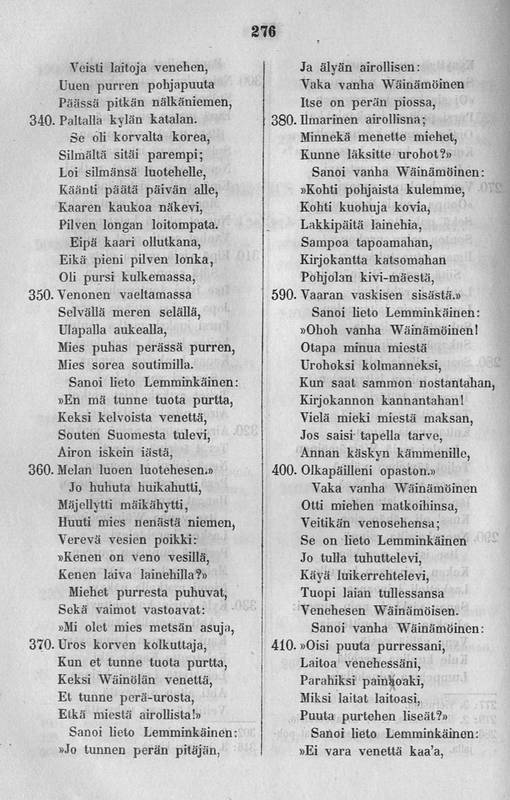 276
Veisti laitoja venehen,
Uuen purren pohjapuuta
Päässä pitkän nälkäniemen,
340. Paltalla kylän katalan.
Se oli korvalta korea,
Silmältä sitäi parempi;
Loi silmänsä luotehelle,
Käänti päätä päivän alle,
Kaaren kaukoa näkevi,
Pilven longan loitompata.
Eipä kaari ollutkana,
Eikä pieni pilven lonka,
Oli pursi kulkemassa,
350. Venonen vaeltamassa
Selvällä meren selällä,
Ulapalla aukealla,
Mies puhas perässä purren,
Mies sorea soutimilla.
Sanoi lieto Lemminkäinen:
»En mä tunne tuota purtta,
Keksi kelvoista venettä,
Souten Suomesta tulevi,
Airon iskein iästä,
360. Melan luoen luotehesen.»
Jo huhuta huikahutti,
Mäjellytti mäikähytti,
Huuti mies nenästä niemen,
Verevä vesien poikki:
»Kenen on veno vesillä,
Kenen laiva lainehilla?»
Miehet purresta puhuvat,
Sekä vaimot vastoavat:
»Mi olet mies metsän asuja,
370. Uros korven kolkuttaja,
Kun et tunne tuota purtta,
Keksi Wäinölän venettä,
Et tunne perä-urosta,
Etkä miestä airollista!»
Sanoi lieto Lemminkäinen:
»Jo tunnen perän pitäjän,
Ja älyän airollisen:
Vaka vanha Wäinämöinen
Itse on perän piossa,
380. Ilmarinen airollisna;
Minnekä menette miehet,
Kunne läksitte urohot?»
Sanoi vanha Wäinämöinen:
»Kohti pohjaista kulemme,
Kohti kuohuja kovia,
Lakkipäitä lainehia,
Sampoa tapoamahan,
Kirjokantta katsomahan
Pohjolan kivi-mäestä,
590. Vaaran vaskisen sisästä.»
Sanoi lieto Lemminkäinen:
»Ohoh vanha Wäinämöinen!
Otapa minua miestä
Urohoksi kolmanneksi,
Kun saat sammon nostantahan,
Kirjokannon kannantahan!
Vielä mieki miestä maksan,
Jos saisi tapella tarve,
Annan käskyn kämmenille,
400. Olkapäilleni opaston.»
Vaka vanha Wäinämöinen
Otti miehen matkoihinsa,
Veitikän venosehensa;
Se on lieto Lemminkäinen
Jo tulla tuhuttelevi,
Käyä luikerrehtelevi,
Tuopi laian tullessansa
Venehesen Wäinämöisen.
Sanoi vanha Wäinämöinen:
410. »Oisi puuta purressani,
Laitoa venehessäni,
Parahiksi painkoaki,
Miksi laitat laitoasi,
Puuta purtehen liseät?»
Sanoi lieto Lemminkäinen:
»Ei vara venettä kaa'a,